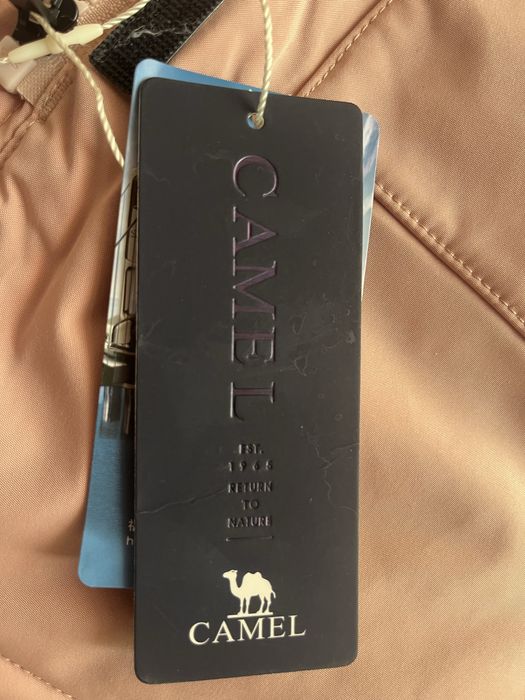 CAMEL
EST.
1965
RETURN
TO
NATURE
CAMEL